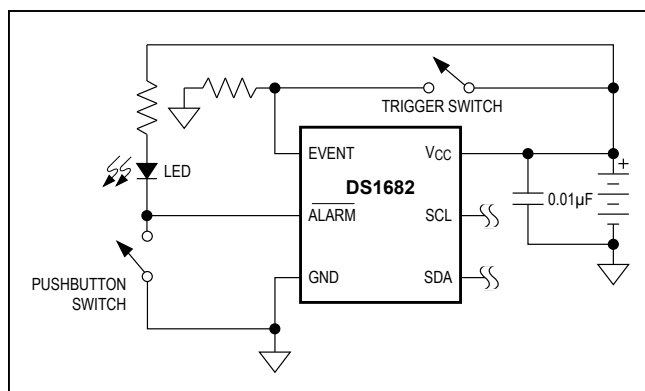 TRIGGER SWITCH
EVENT
VCC
LED
DS1682
+
0.01µF
ALARM
SCL
GND
SDA
PUSHBUTTON
SWITCH